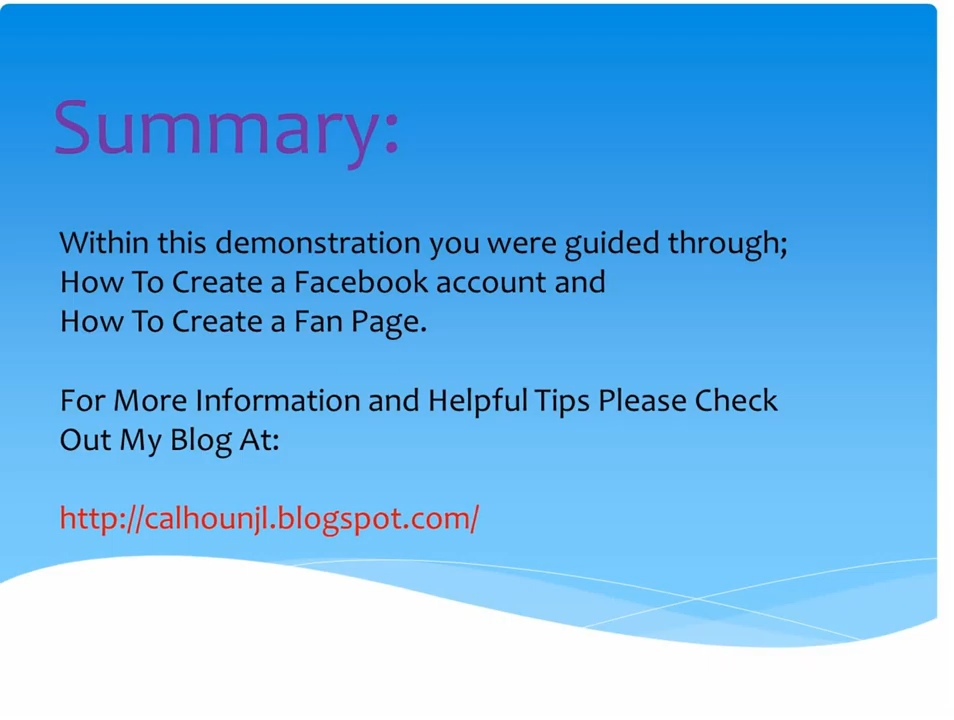 Summary:
Within this demonstration you were guided through;
How To Create a Facebook account and
How To Create a Fan Page.
For More Information and Helpful Tips Please Check
Out My Blog At:
http://calhounjl.blogspot.com/